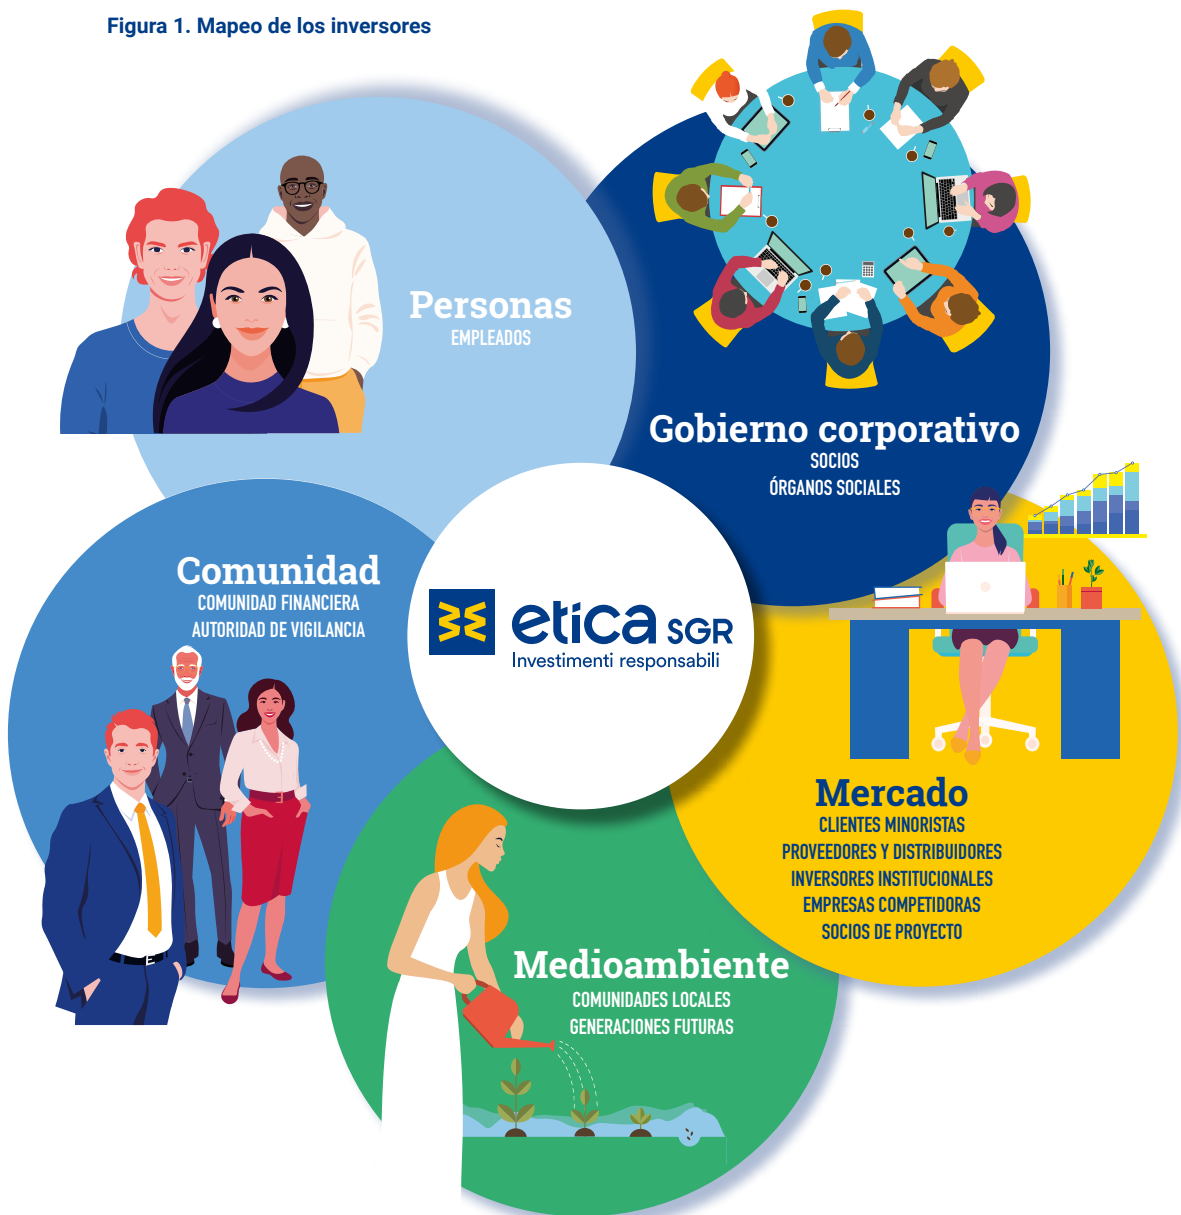 Figura 1. Mapeo de los inversores
Personas
EMPLEADOS
Gobierno corporativo
SOCIOS
ÓRGANOS SOCIALES
Comunidad
COMUNIDAD FINANCIERA
AUTORIDAD DE VIGILANCIA
etica SGR
Investimenti responsabili
Mercado
CLIENTES MINORISTAS
PROVEEDORES Y DISTRIBUIDORES
INVERSORES INSTITUCIONALES
EMPRESAS COMPETIDORAS
SOCIOS DE PROYECTO
Medioambiente
COMUNIDADES LOCALES
GENERACIONES FUTURAS